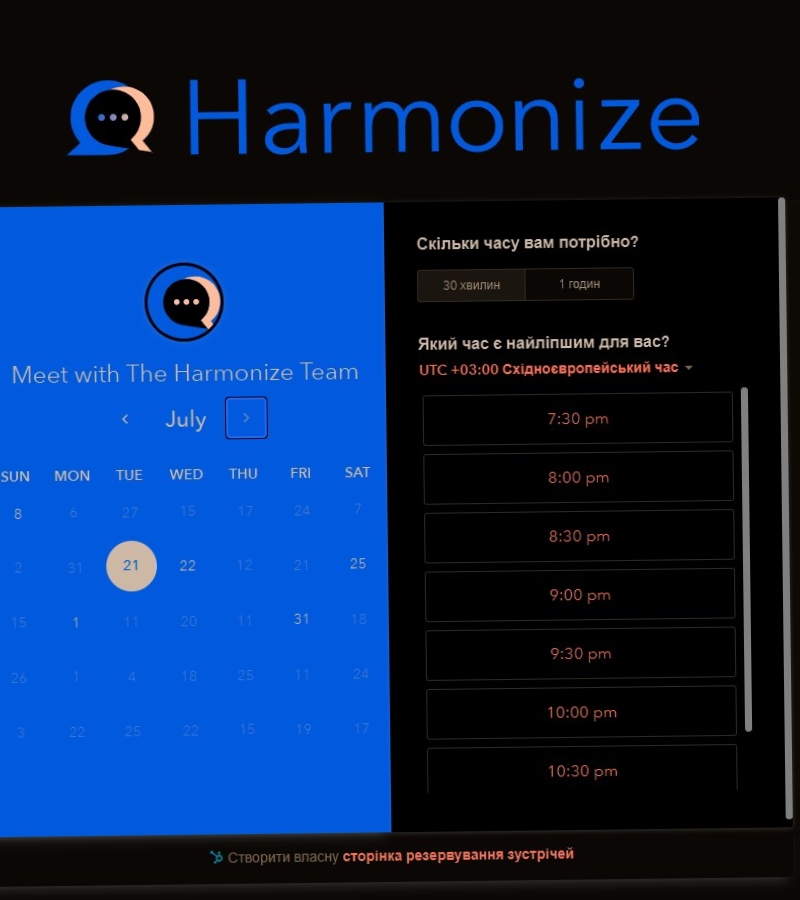 Harmonize
Meet with The Harmonize Team
July
SUN MON TUE WED THU FRI SAT
8 6 27 15 17 24 7
2 31 21 22 12 21 25
15 1 11 20 11 31 18
26 1 4 18 25 11 24
3 22 25 22 15 19 17
Скільки часу вам потрібно?
30 хвилин 1 годин
Який час є найліпшим для вас?
UTC +03:00 Східноєвропейський час
7:30 pm
8:00 pm
8:30 pm
9:00 pm
9:30 pm
10:00 pm
10:30 pm
Створити власну сторінка резервування зустрічей